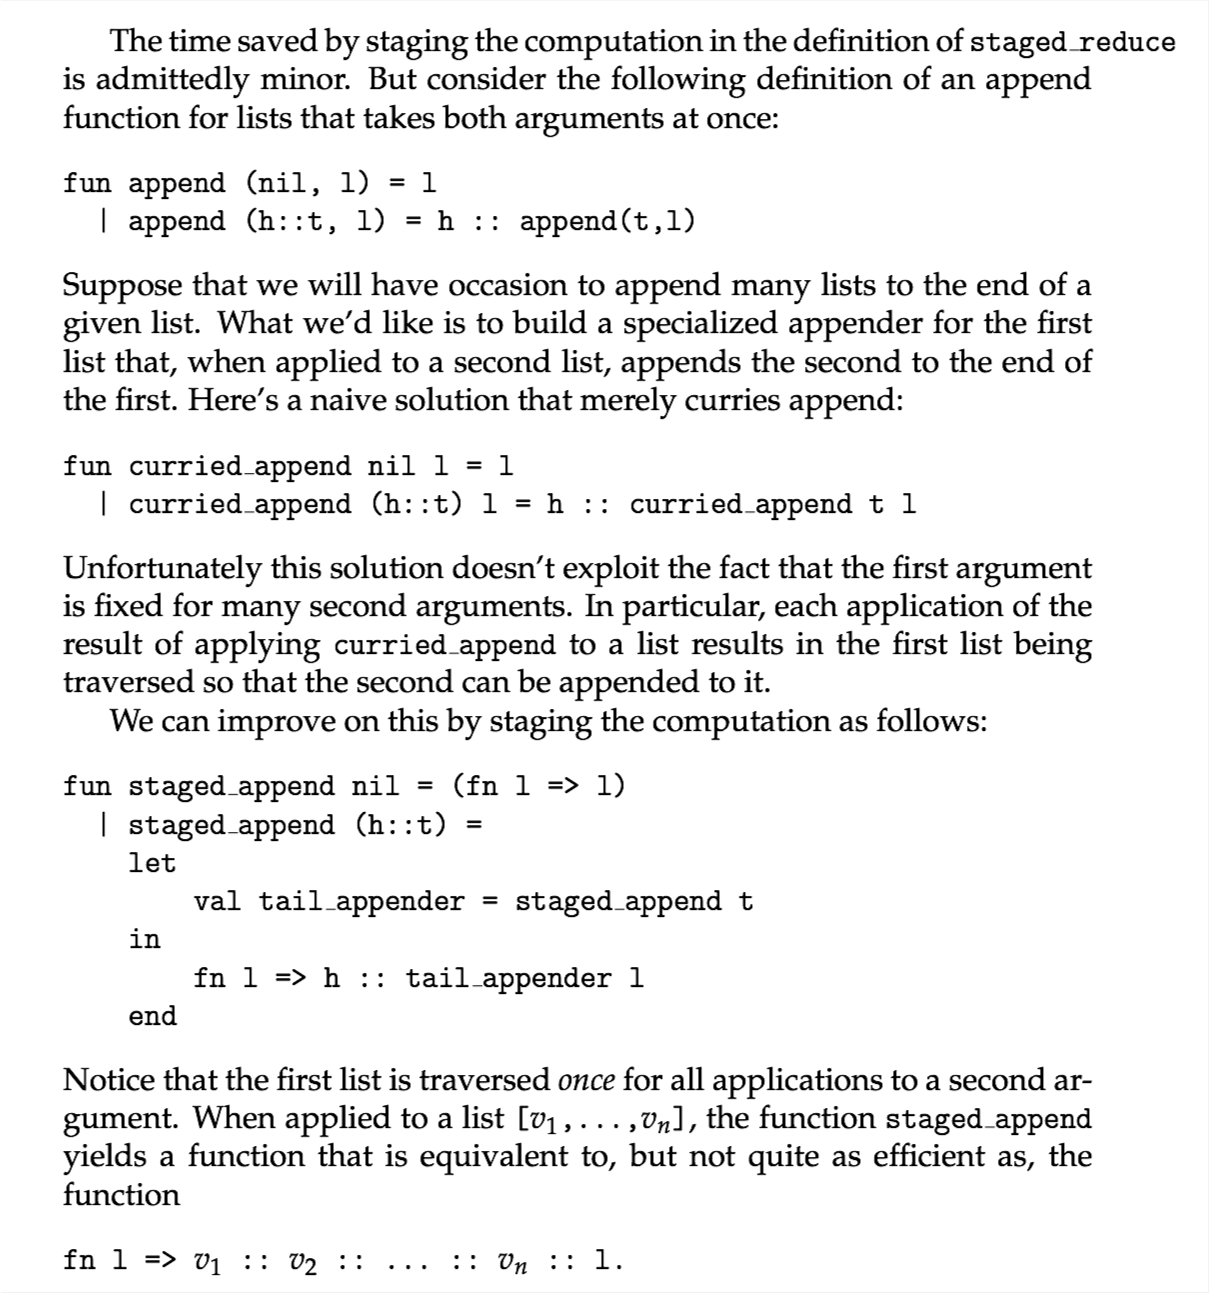 The time saved by staging the computation in the definition of staged_reduce
is admittedly minor. But consider the following definition of an append
function for lists that takes both arguments at once:
fun append (nil, l) = l
  | append (h::t, l) = h :: append(t,l)
Suppose that we will have occasion to append many lists to the end of a
given list. What we'd like is to build a specialized appender for the first
list that, when applied to a second list, appends the second to the end of
the first. Here's a naive solution that merely curries append:
fun curried_append nil l = l
  | curried_append (h::t) l = h :: curried_append t l
Unfortunately this solution doesn't exploit the fact that the first argument
is fixed for many second arguments. In particular, each application of the
result of applying curried_append to a list results in the first list being
traversed so that the second can be appended to it.
We can improve on this by staging the computation as follows:
fun staged_append nil = (fn l => l)
  | staged_append (h::t) =
    let
        val tail_appender = staged_append t
    in
        fn l => h :: tail_appender l
    end
Notice that the first list is traversed once for all applications to a second ar-
gument. When applied to a list [v₁,...,vₙ], the function staged_append
yields a function that is equivalent to, but not quite as efficient as, the
function
fn l => v₁ :: v₂ :: ... :: vₙ :: l.